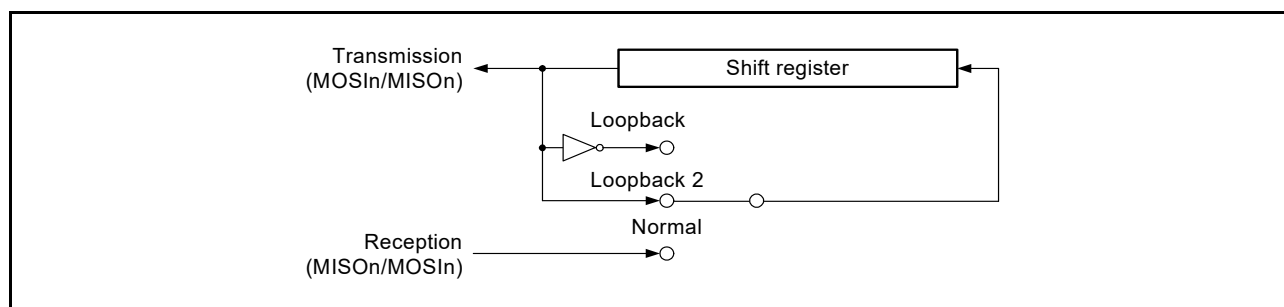 Transmission
(MOSIn/MISOn)
Shift register
Loopback
Loopback 2
Normal
Reception
(MISOn/MOSIn)